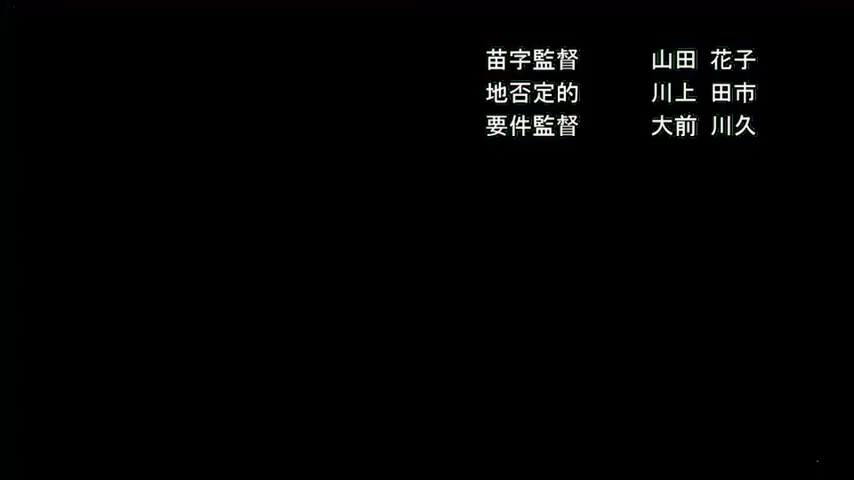 苗字監督 山田 花子
地否定的 川上 田市
要件監督 大前 川久